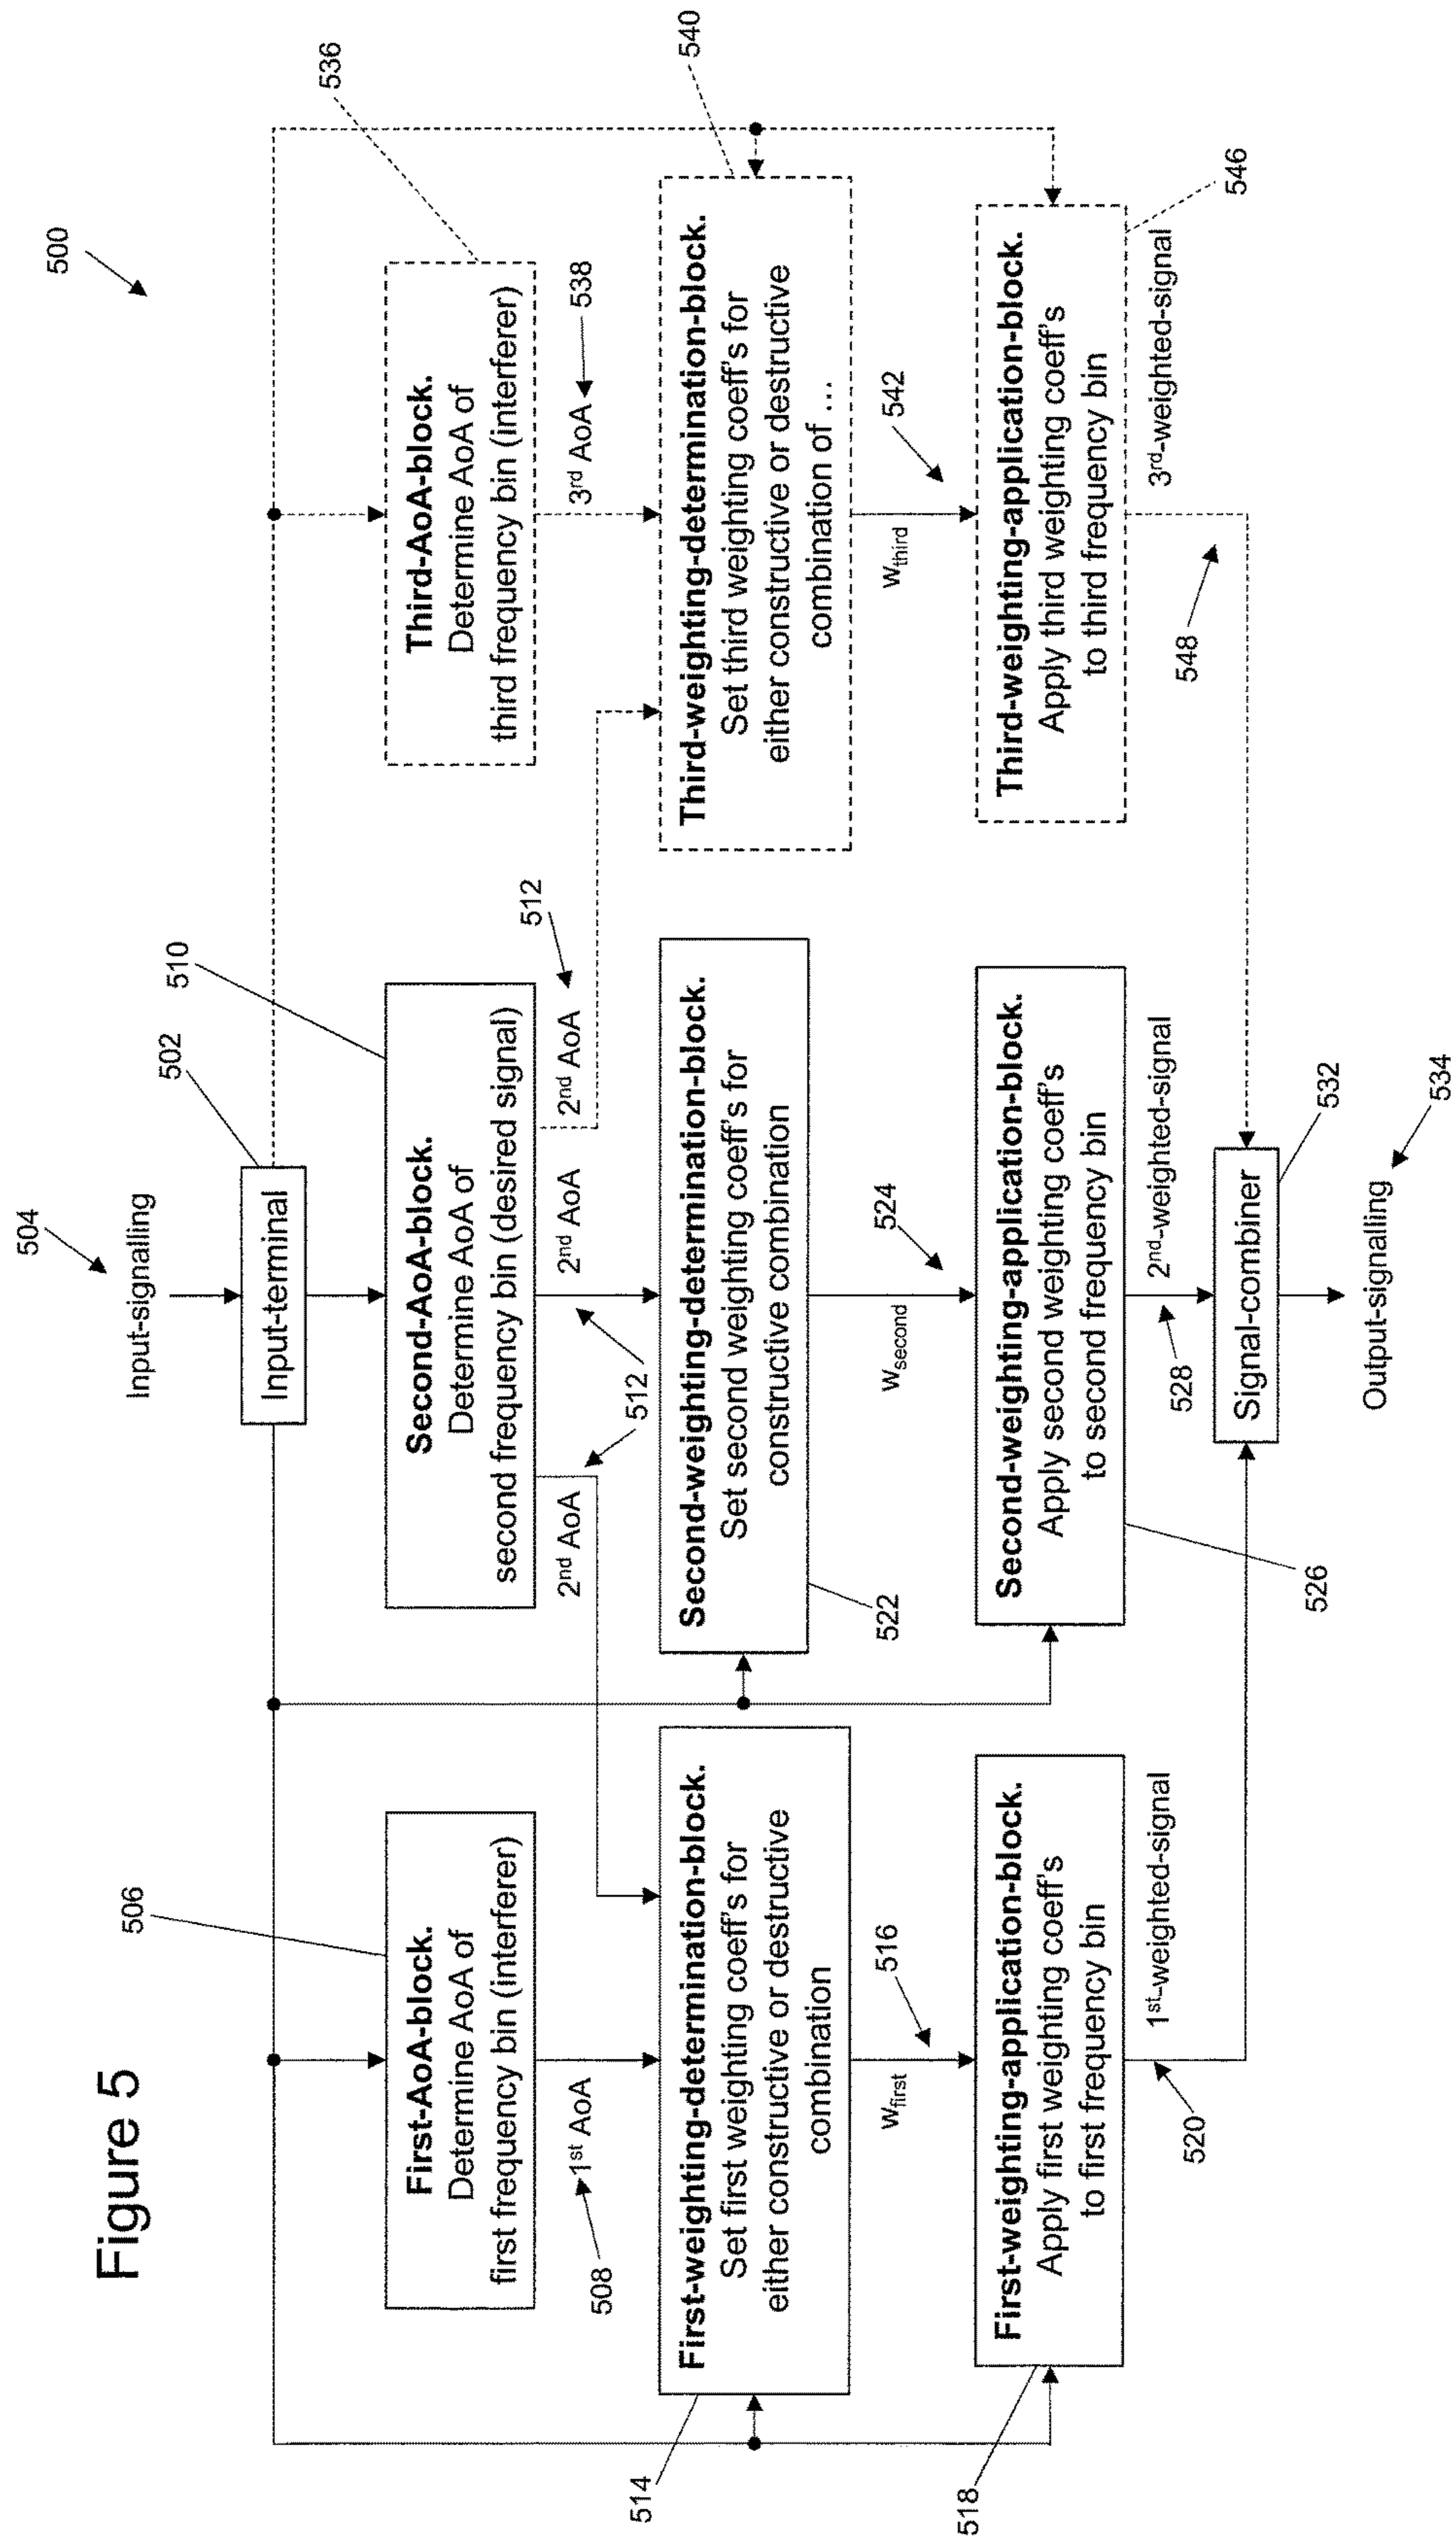 Figure 5
500
504
Input-signalling
502
Input-terminal
506
First-AoA-block.
Determine AoA of
first frequency bin (interferer)
510
Second-AoA-block.
Determine AoA of
second frequency bin (desired signal)
536
Third-AoA-block.
Determine AoA of
third frequency bin (interferer)
508
1st AoA
2nd AoA
512
2nd AoA
2nd AoA
512
3rd AoA
538
514
First-weighting-determination-block.
Set first weighting coeff's for
either constructive or destructive
combination
522
Second-weighting-determination-block.
Set second weighting coeff's for
constructive combination
540
Third-weighting-determination-block.
Set third weighting coeff's for
either constructive or destructive
combination of ...
wfirst
516
wsecond
524
wthird
542
518
First-weighting-application-block.
Apply first weighting coeff's
to first frequency bin
526
Second-weighting-application-block.
Apply second weighting coeff's
to second frequency bin
546
Third-weighting-application-block.
Apply third weighting coeff's
to third frequency bin
520
1st-weighted-signal
528
2nd-weighted-signal
548
3rd-weighted-signal
Signal-combiner
532
Output-signalling
534